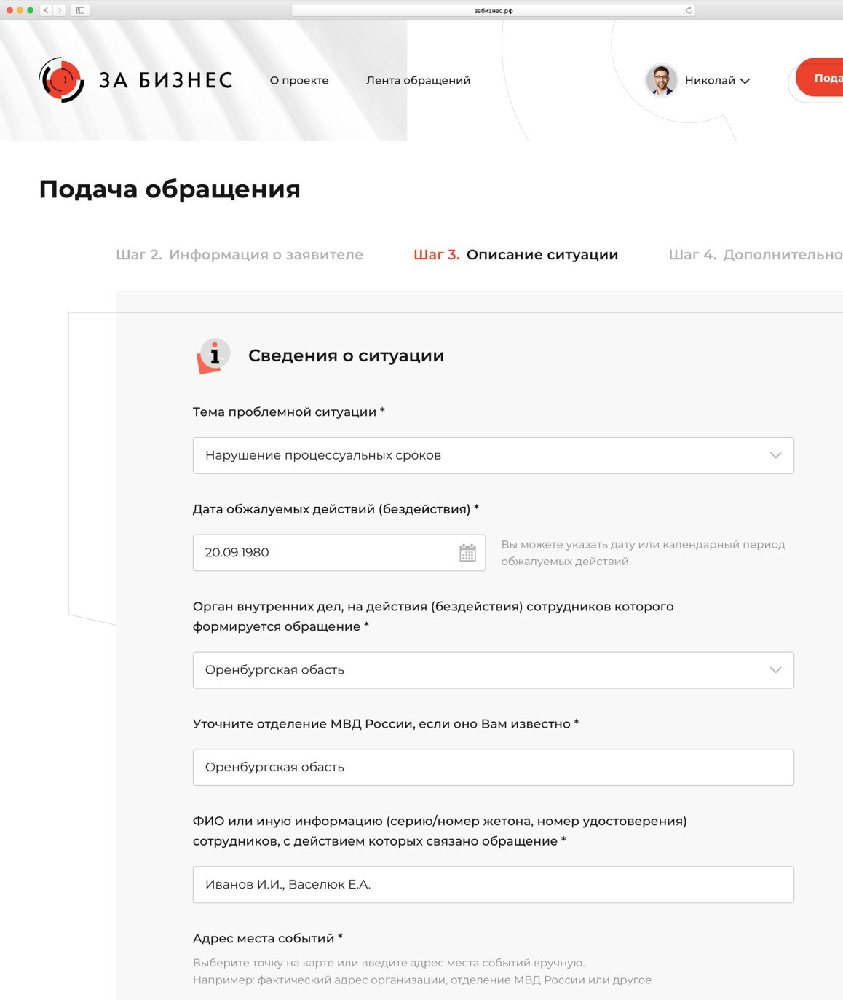 забизнес.рф
ЗА БИЗНЕС
О проекте
Лента обращений
Николай
Подача обращения
Шаг 2. Информация о заявителе
Шаг 3. Описание ситуации
Шаг 4. Дополнительно
i Сведения о ситуации
Тема проблемной ситуации *
Нарушение процессуальных сроков
Дата обжалуемых действий (бездействия) *
20.09.1980
Вы можете указать дату или календарный период
обжалуемых действий.
Орган внутренних дел, на действия (бездействия) сотрудников которого
формируется обращение *
Оренбургская обасть
Уточните отделение МВД России, если оно Вам известно *
Оренбургская обасть
ФИО или иную информацию (серию/номер жетона, номер удостоверения)
сотрудников, с действием которых связано обращение *
Иванов И.И., Васелюк Е.А.
Адрес места событий *
Выберите точку на карте или введите адрес места событий вручную.
Например: фактический адрес организации, отделение МВД России или другое